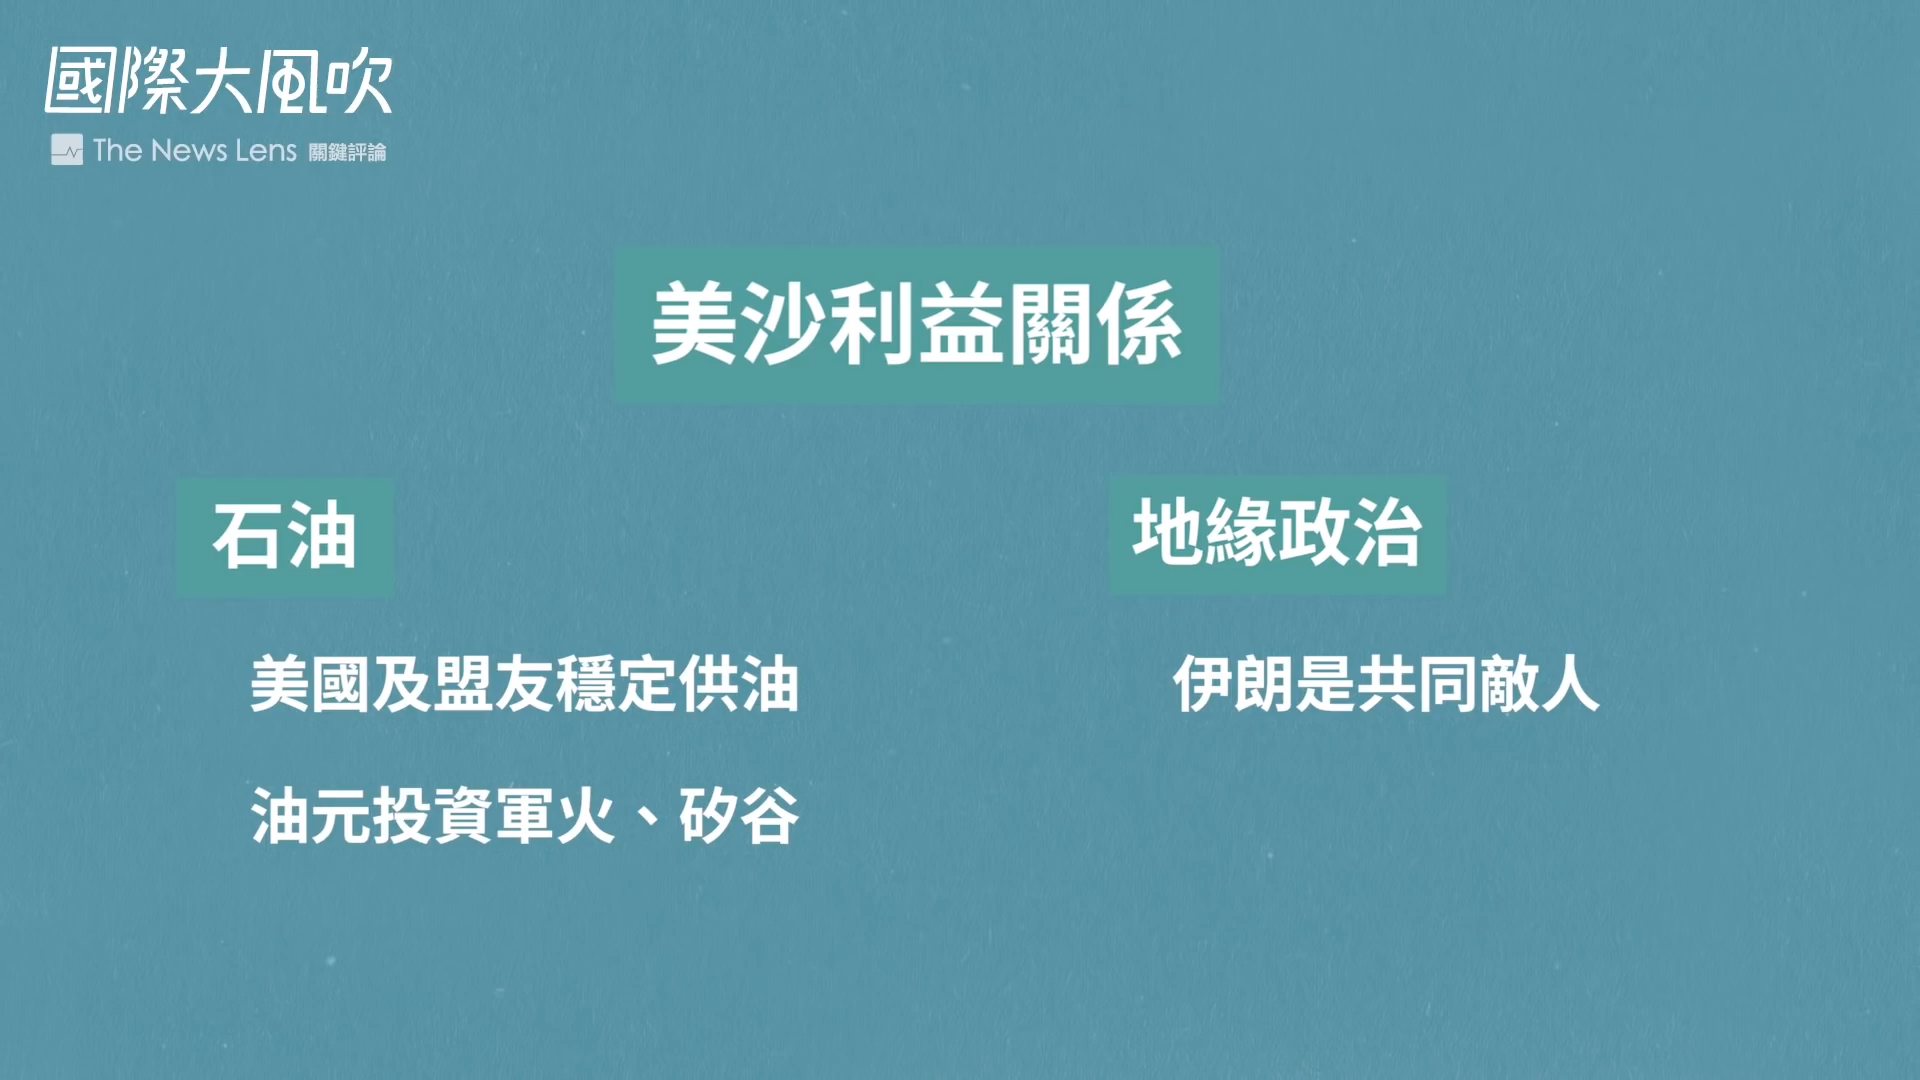 國際大風吹
The News Lens 關鍵評論
美沙利益關係
石油
美國及盟友穩定供油
油元投資軍火、矽谷
地緣政治
伊朗是共同敵人